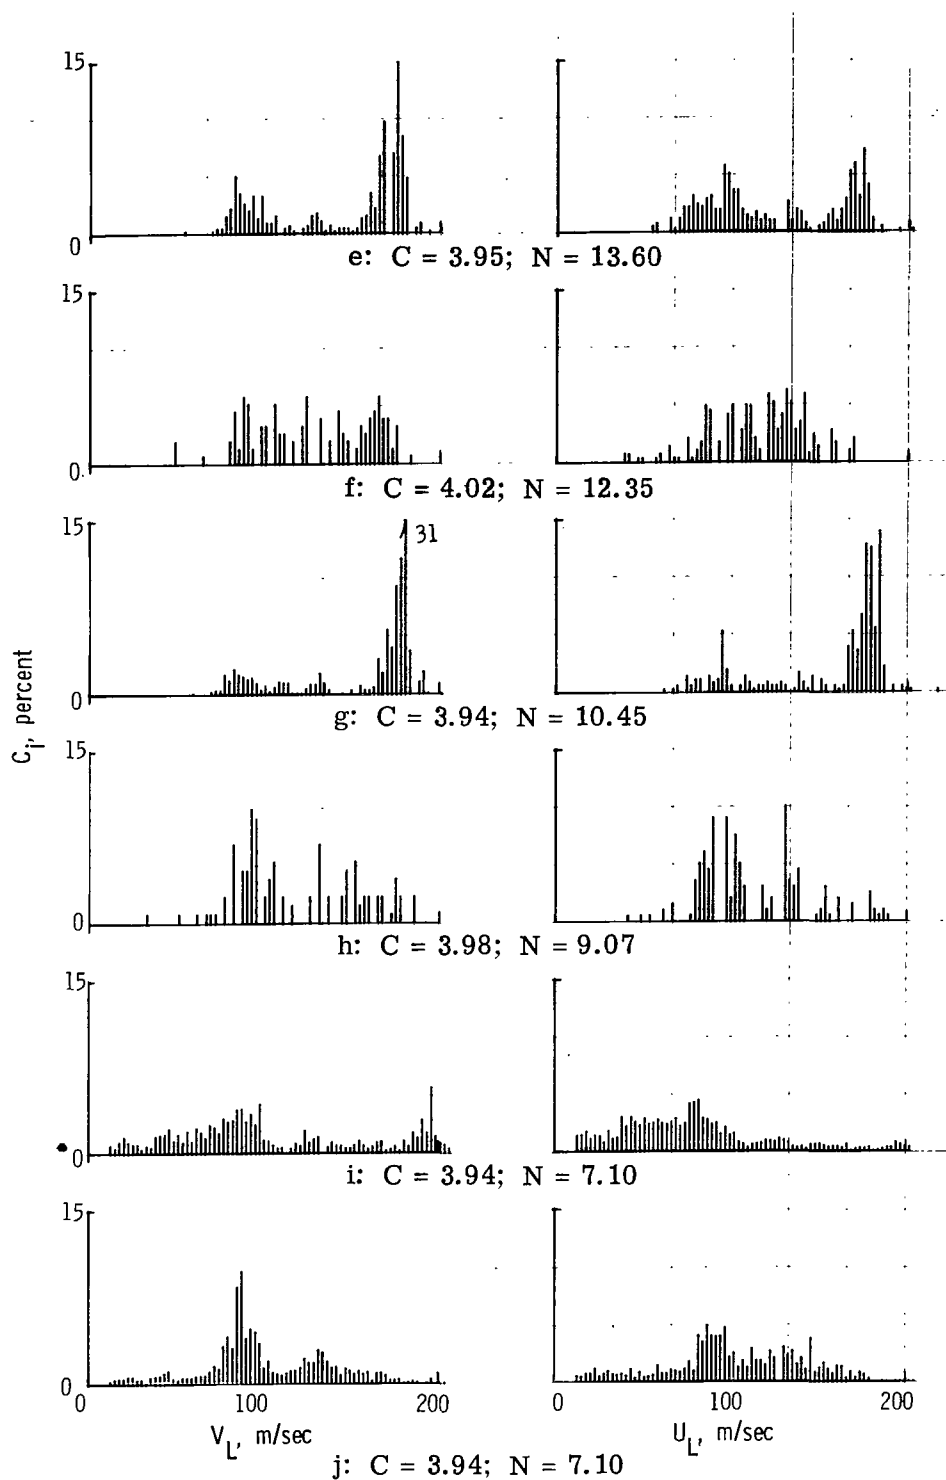 15
0
e: C = 3.95; N = 13.60
15
0
f: C = 4.02; N = 12.35
15
31
0
g: C = 3.94; N = 10.45
C_i, percent
15
0
h: C = 3.98; N = 9.07
15
0
i: C = 3.94; N = 7.10
15
0
0 100 200 0 100 200
V_L, m/sec U_L, m/sec
j: C = 3.94; N = 7.10